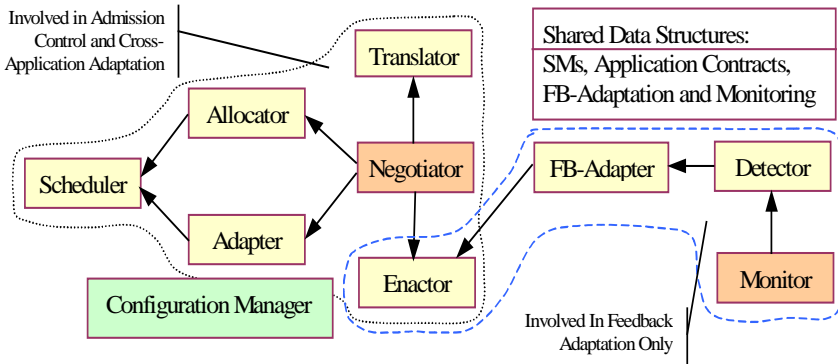 Involved in Admission
Control and Cross-
Application Adaptation
Translator
Shared Data Structures:
SMs, Application Contracts,
FB-Adaptation and Monitoring
Allocator
Scheduler
Negotiator
FB-Adapter
Detector
Adapter
Enactor
Monitor
Configuration Manager
Involved In Feedback
Adaptation Only